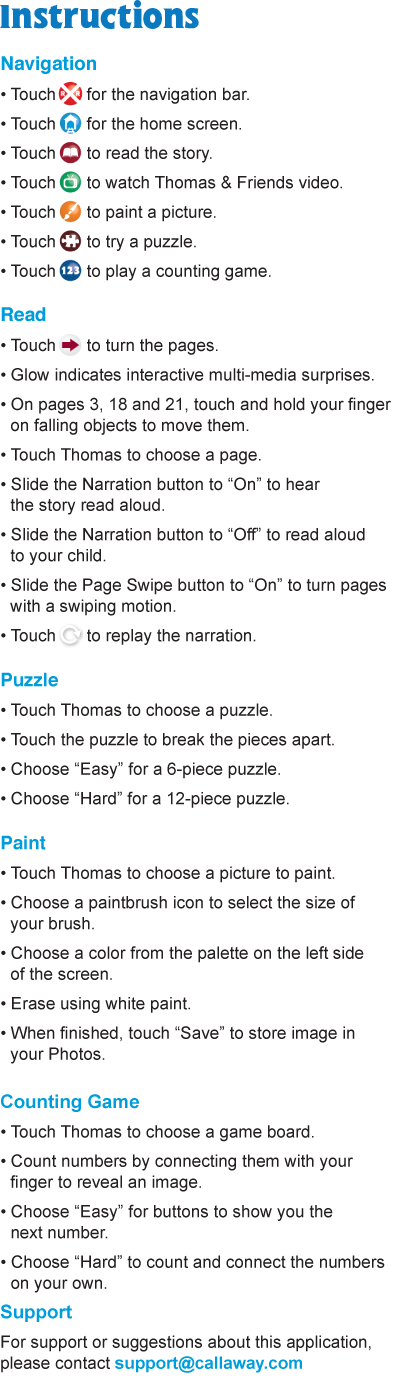 Instructions
Navigation
• Touch R R for the navigation bar.
• Touch for the home screen.
• Touch to read the story.
• Touch to watch Thomas & Friends video.
• Touch to paint a picture.
• Touch to try a puzzle.
• Touch 123 to play a counting game.
Read
• Touch to turn the pages.
• Glow indicates interactive multi-media surprises.
• On pages 3, 18 and 21, touch and hold your finger
on falling objects to move them.
• Touch Thomas to choose a page.
• Slide the Narration button to “On” to hear
the story read aloud.
• Slide the Narration button to “Off” to read aloud
to your child.
• Slide the Page Swipe button to “On” to turn pages
with a swiping motion.
• Touch to replay the narration.
Puzzle
• Touch Thomas to choose a puzzle.
• Touch the puzzle to break the pieces apart.
• Choose “Easy” for a 6-piece puzzle.
• Choose “Hard” for a 12-piece puzzle.
Paint
• Touch Thomas to choose a picture to paint.
• Choose a paintbrush icon to select the size of
your brush.
• Choose a color from the palette on the left side
of the screen.
• Erase using white paint.
• When finished, touch “Save” to store image in
your Photos.
Counting Game
• Touch Thomas to choose a game board.
• Count numbers by connecting them with your
finger to reveal an image.
• Choose “Easy” for buttons to show you the
next number.
• Choose “Hard” to count and connect the numbers
on your own.
Support
For support or suggestions about this application,
please contact support@callaway.com